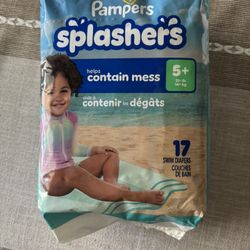 Pampers
splashers
helps
contain mess
aide à
contenir les dégâts
5+
17
SWIM DIAPERS
COUCHES
DE BAIN